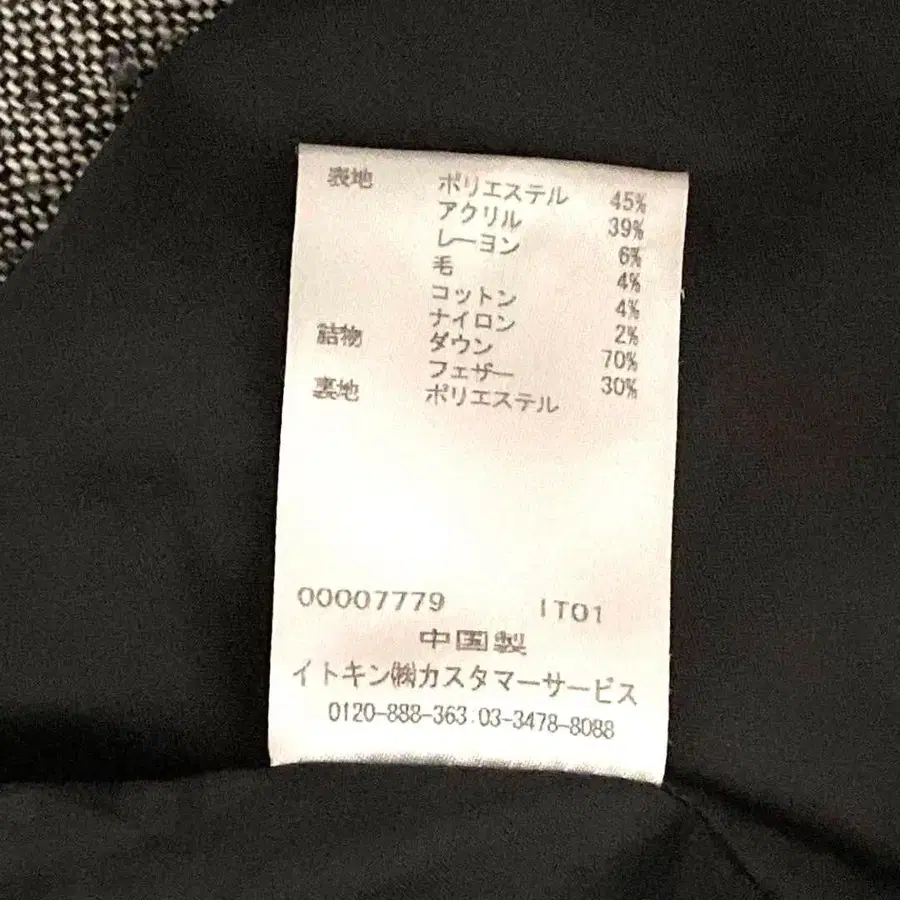 表地 ポリエステル 45%
アクリル 39%
レーヨン 6%
毛 4%
コットン 4%
ナイロン 2%
詰物 ダウン 70%
フェザー 30%
裏地 ポリエステル
00007779 IT01
中国製
イトキン㈱カスタマーサービス
0120-888-363:03-3478-8088